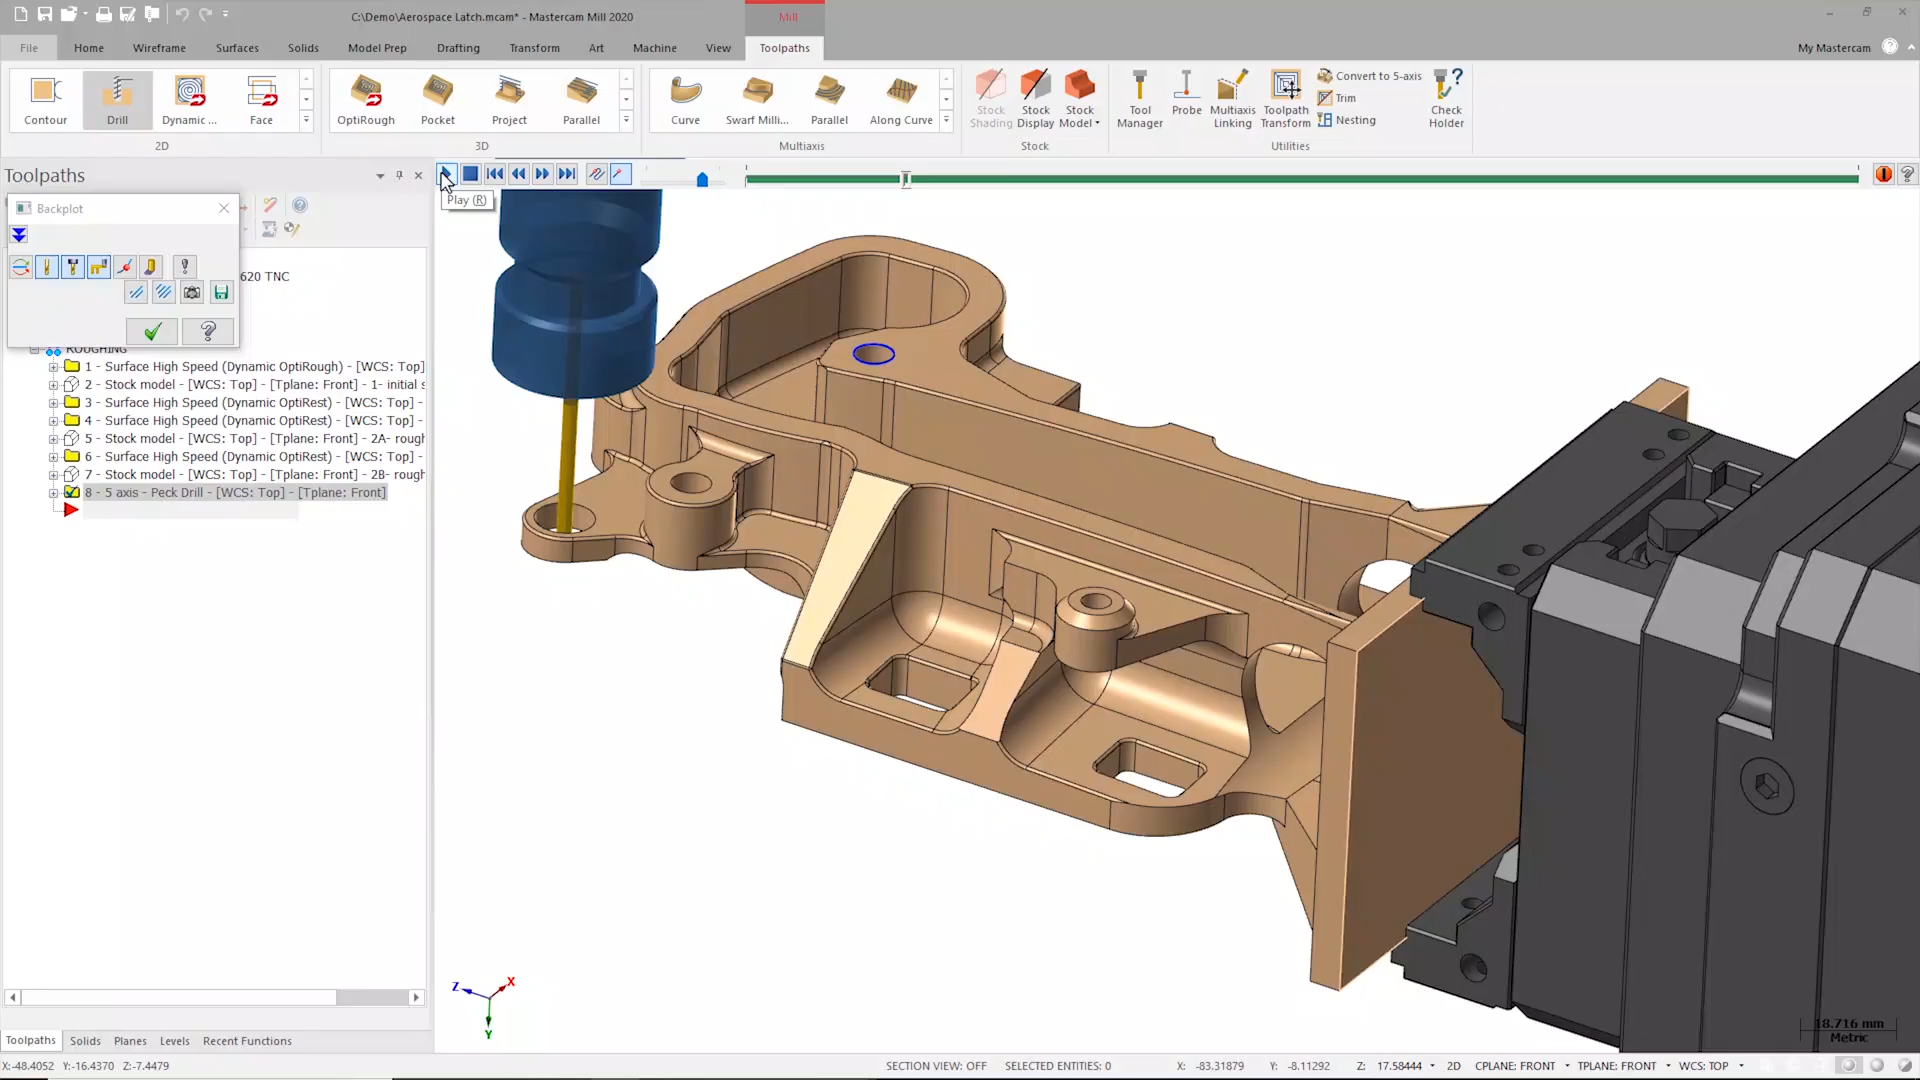 C:\Demo\Aerospace Latch.mcam* - Mastercam Mill 2020
Mill
File Home Wireframe Surfaces Solids Model Prep Drafting Transform Art Machine View Toolpaths My Mastercam
Contour Drill Dynamic ... Face
2D
OptiRough Pocket Project Parallel
3D
Curve Swarf Milli... Parallel Along Curve
Multiaxis
Stock Shading
Stock Display
Stock Model
Stock
Tool Manager
Probe
Multiaxis Linking
Toolpath Transform
Convert to 5-axis
Trim
Nesting
Check Holder
Utilities
Toolpaths
Play (R)
Backplot
620 TNC
ROUGHING
1 - Surface High Speed (Dynamic OptiRough) - [WCS: Top]
2 - Stock model - [WCS: Top] - [Tplane: Front] - 1- initial s
3 - Surface High Speed (Dynamic OptiRest) - [WCS: Top] -
4 - Surface High Speed (Dynamic OptiRest) - [WCS: Top] -
5 - Stock model - [WCS: Top] - [Tplane: Front] - 2A- rough
6 - Surface High Speed (Dynamic OptiRest) - [WCS: Top] -
7 - Stock model - [WCS: Top] - [Tplane: Front] - 2B- rough
8 - 5 axis - Peck Drill - [WCS: Top] - [Tplane: Front]
Z X
Y
18.716 mm
Metric
Toolpaths Solids Planes Levels Recent Functions
X:-48.4052 Y:-16.4370 Z:-7.4479 SECTION VIEW: OFF SELECTED ENTITIES: 0 X: -83.31879 Y: -8.11292 Z: 17.58444 2D CPLANE: FRONT TPLANE: FRONT WCS: TOP